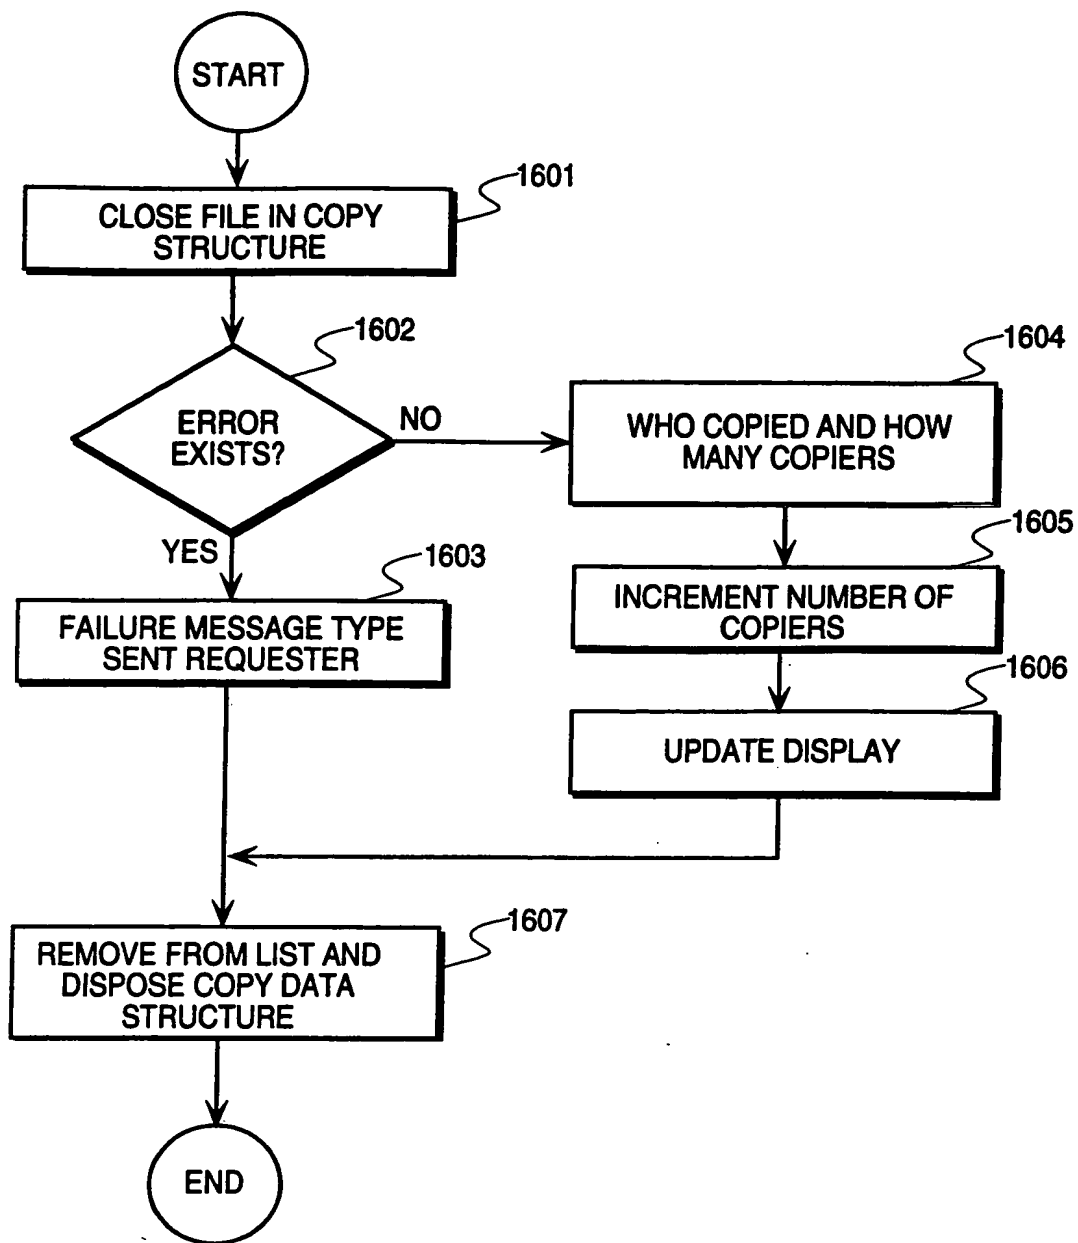 START
1601
CLOSE FILE IN COPY
STRUCTURE
1602
ERROR
EXISTS?
NO
1604
WHO COPIED AND HOW
MANY COPIERS
YES
1603
FAILURE MESSAGE TYPE
SENT REQUESTER
1605
INCREMENT NUMBER OF
COPIERS
1606
UPDATE DISPLAY
1607
REMOVE FROM LIST AND
DISPOSE COPY DATA
STRUCTURE
END